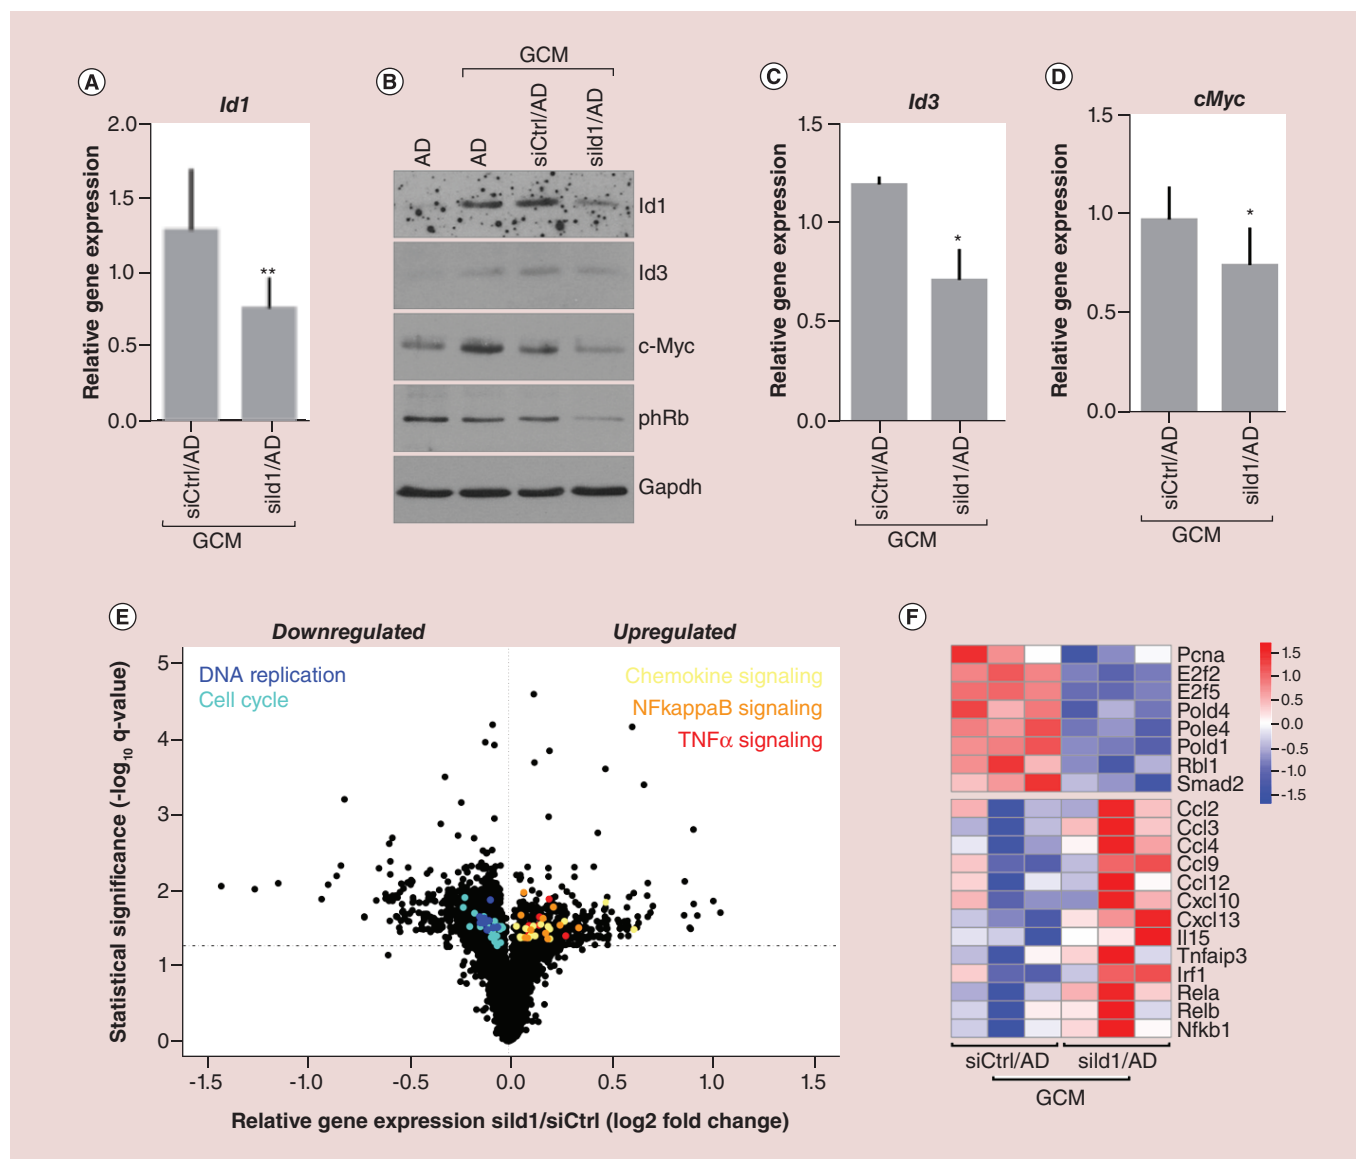 A
Id1
Relative gene expression
2.0
1.5
1.0
0.5
0.0
**
siCtrl/AD
siId1/AD
GCM
B
GCM
AD
AD
siCtrl/AD
siId1/AD
Id1
Id3
c-Myc
phRb
Gapdh
C
Id3
Relative gene expression
1.5
1.0
0.5
0.0
*
siCtrl/AD
siId1/AD
GCM
D
cMyc
Relative gene expression
1.5
1.0
0.5
0.0
*
siCtrl/AD
siId1/AD
GCM
E
Downregulated
Upregulated
DNA replication
Cell cycle
Chemokine signaling
NFkappaB signaling
TNFα signaling
Statistical significance (-log10 q-value)
5
4
3
2
1
0
-1.5
-1.0
-0.5
0.0
0.5
1.0
1.5
Relative gene expression siId1/siCtrl (log2 fold change)
F
Pcna
E2f2
E2f5
Pold4
Pole4
Pold1
Rbl1
Smad2
Ccl2
Ccl3
Ccl4
Ccl9
Ccl12
Cxcl10
Cxcl13
Il15
Tnfaip3
Irf1
Rela
Relb
Nfkb1
1.5
1.0
0.5
0.0
-0.5
-1.0
-1.5
siCtrl/AD
siId1/AD
GCM